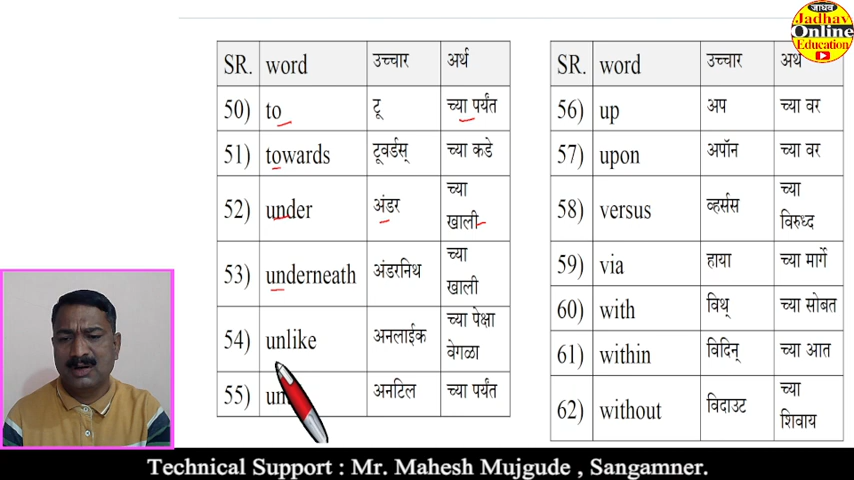 जाधव
Jadhav
Online
Education
SR. word उच्चार अर्थ
50) to टू च्या पर्यंत
51) towards टूवर्डस् च्या कडे
52) under अंडर च्या
खाली
53) underneath अंडरनिथ च्या
खाली
54) unlike अनलाईक च्या पेक्षा
वेगळा
55) un अनटिल च्या पर्यंत
SR. word उच्चार अर्थ
56) up अप च्या वर
57) upon अपॉन च्या वर
58) versus व्हर्सस च्या
विरुध्द
59) via हाया च्या मार्गे
60) with विथ् च्या सोबत
61) within विदिन् च्या आत
62) without विदाउट च्या
शिवाय
Technical Support : Mr. Mahesh Mujgude , Sangamner.